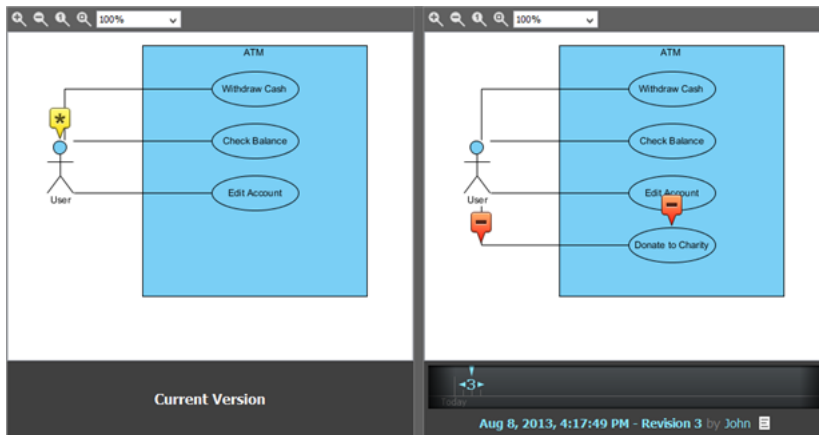 100%
ATM
Withdraw Cash
*
Check Balance
Edit Account
User
Current Version
100%
ATM
Withdraw Cash
Check Balance
Edit Account
User
Donate to Charity
3
Today
Aug 8, 2013, 4:17:49 PM - Revision 3 by John